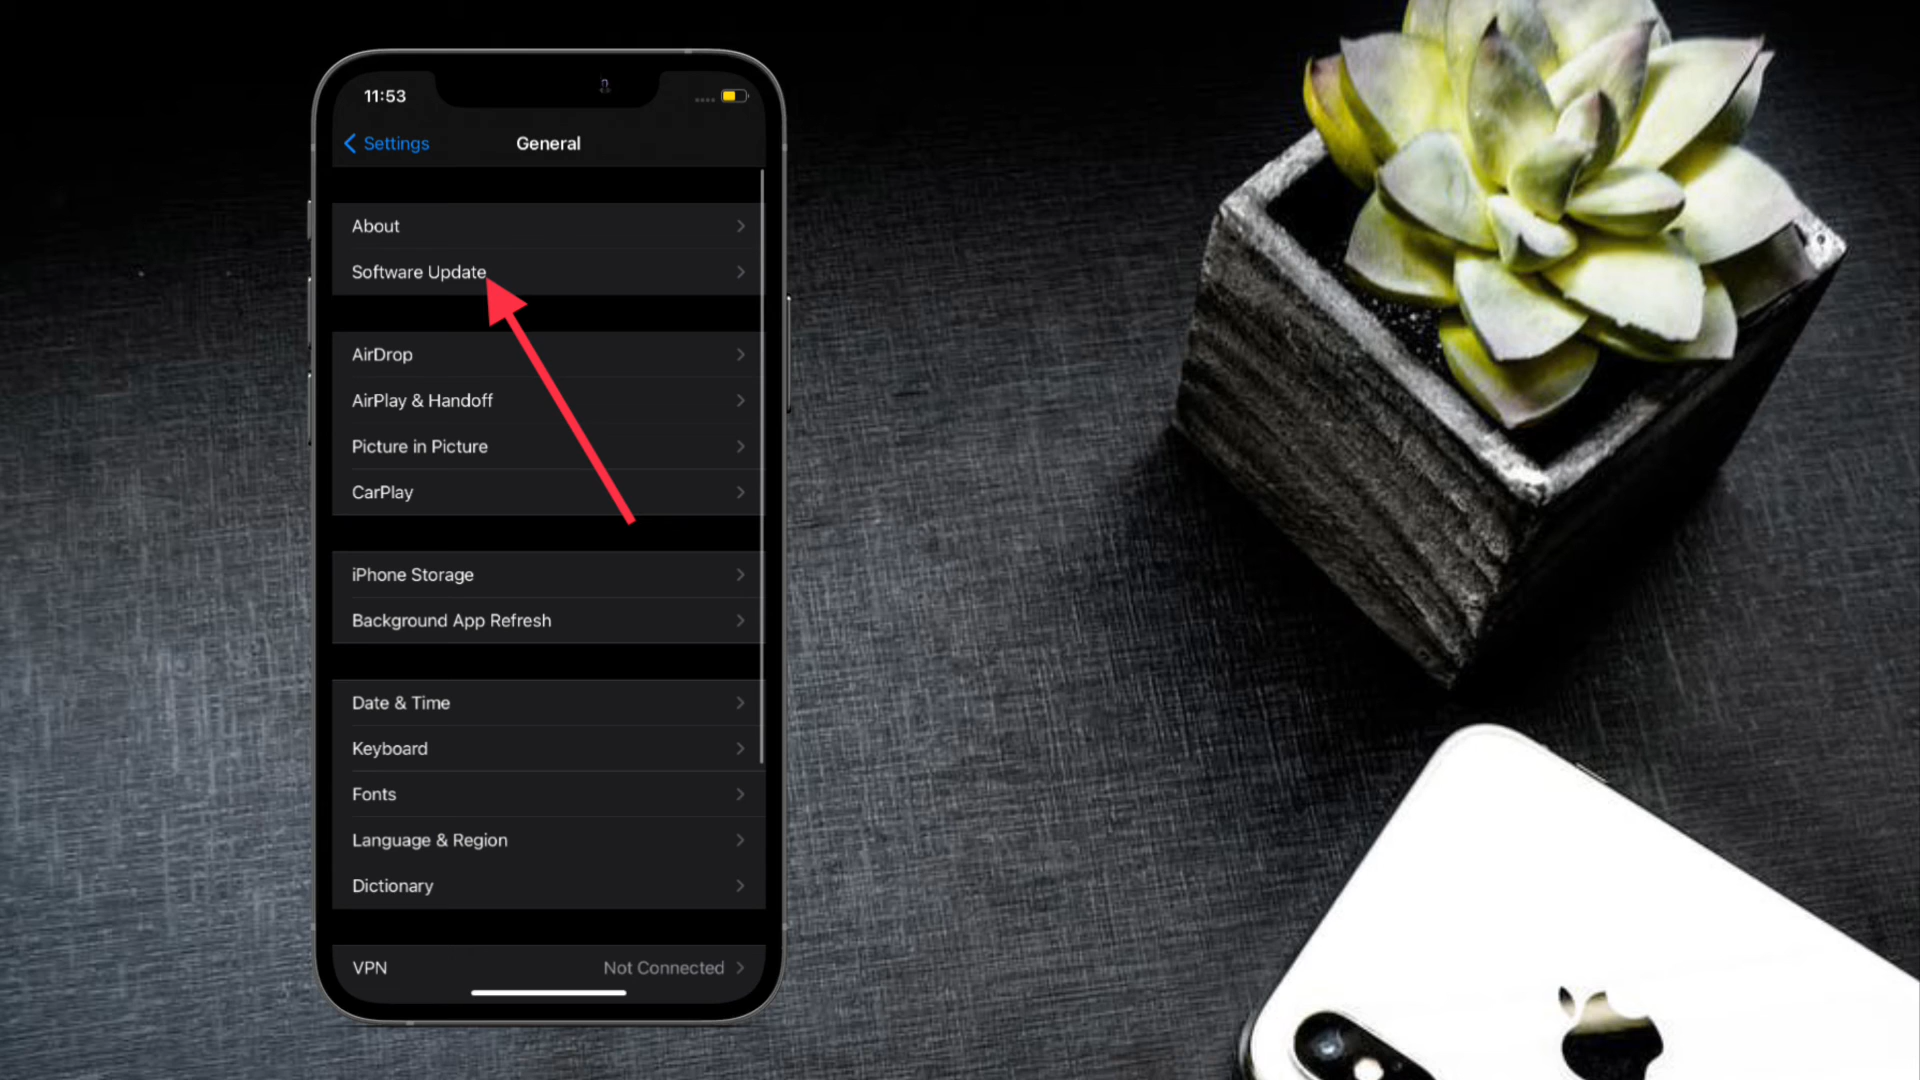 11:53
Settings
General
About
Software Update
AirDrop
AirPlay & Handoff
Picture in Picture
CarPlay
iPhone Storage
Background App Refresh
Date & Time
Keyboard
Fonts
Language & Region
Dictionary
VPN Not Connected